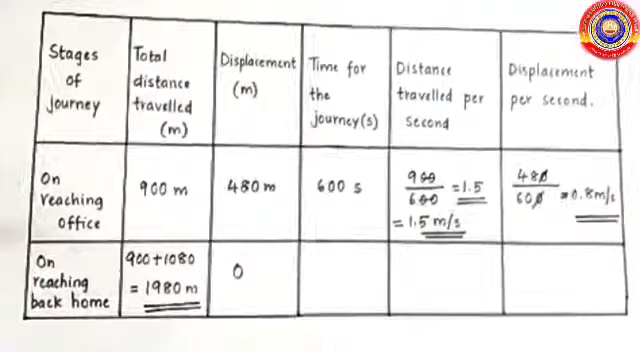 Stages
of
Journey
Total
distance
travelled
(m)
Displacement
(m)
Time for
the
journey(s)
Distance
travelled per
second
Displacement
per second.
On
reaching
office
900 m
480 m
600 s
900/600 = 1.5
= 1.5 m/s
480/600 = 0.8m/s
On
reaching
back home
900+1080
= 1980 m
0